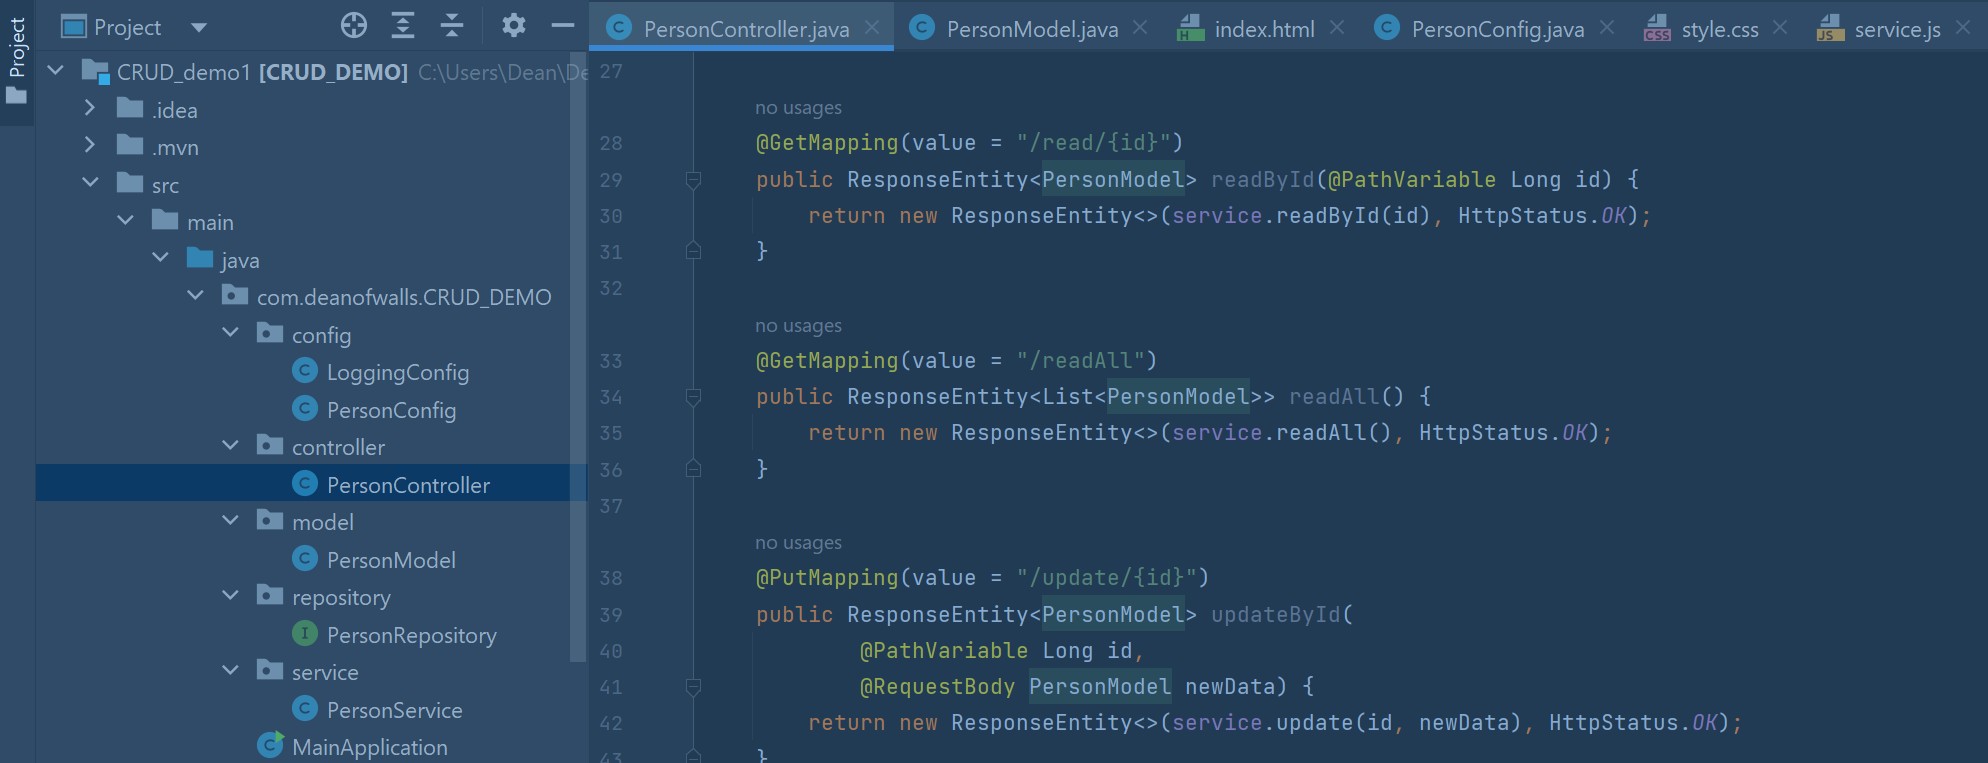 Project
Project
CRUD_demo1 [CRUD_DEMO] C:\Users\Dean\De
.idea
.mvn
src
main
java
com.deanofwalls.CRUD_DEMO
config
LoggingConfig
PersonConfig
controller
PersonController
model
PersonModel
repository
PersonRepository
service
PersonService
MainApplication
PersonController.java
PersonModel.java
index.html
PersonConfig.java
style.css
service.js
27
no usages
28 @GetMapping(value = "/read/{id}")
29 public ResponseEntity<PersonModel> readById(@PathVariable Long id) {
30 return new ResponseEntity<>(service.readById(id), HttpStatus.OK);
31 }
32
no usages
33 @GetMapping(value = "/readAll")
34 public ResponseEntity<List<PersonModel>> readAll() {
35 return new ResponseEntity<>(service.readAll(), HttpStatus.OK);
36 }
37
no usages
38 @PutMapping(value = "/update/{id}")
39 public ResponseEntity<PersonModel> updateById(
40 @PathVariable Long id,
41 @RequestBody PersonModel newData) {
42 return new ResponseEntity<>(service.update(id, newData), HttpStatus.OK);
43 }